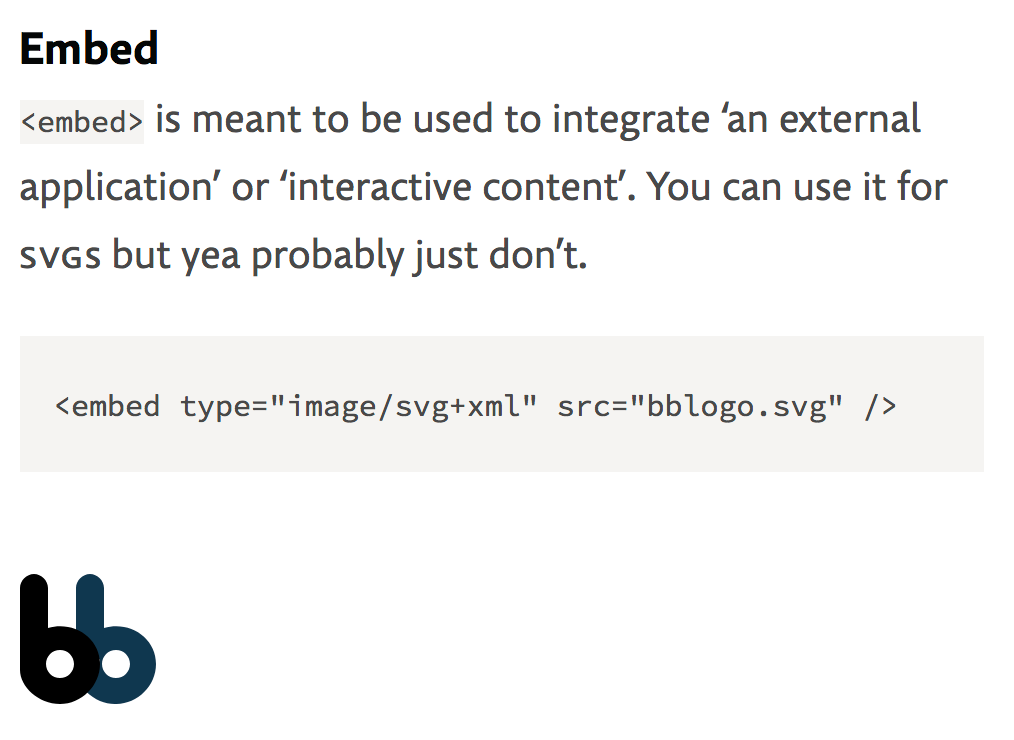 Embed
<embed> is meant to be used to integrate ‘an external
application’ or ‘interactive content’. You can use it for
SVGs but yea probably just don’t.
<embed type="image/svg+xml" src="bblogo.svg" />
bb